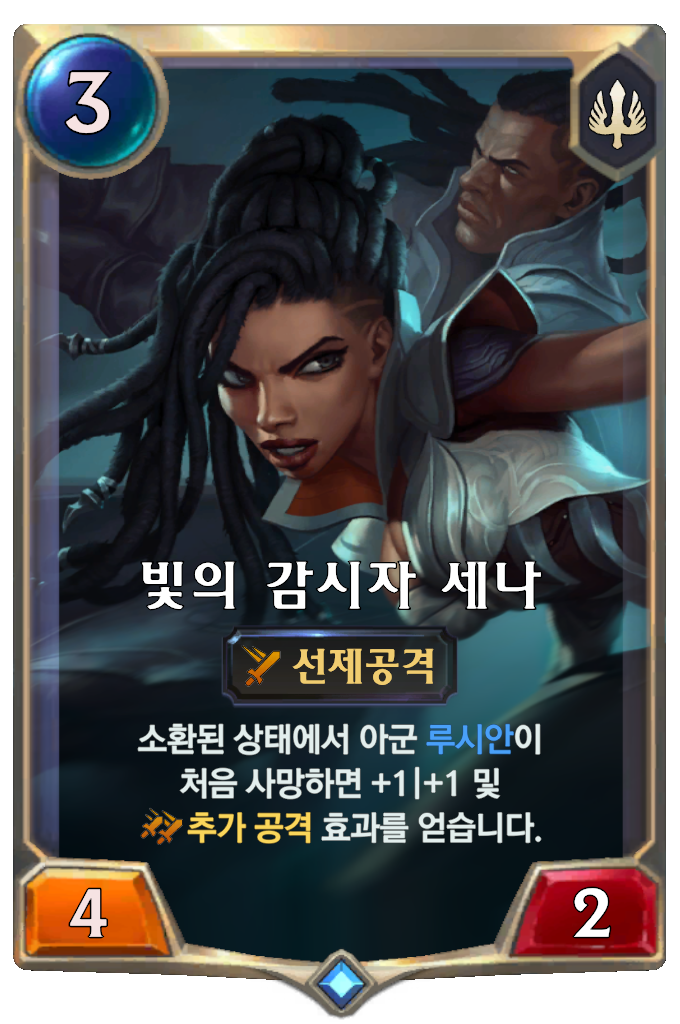 3
빛의 감시자 세나
선제공격
소환된 상태에서 아군 루시안이
처음 사망하면 +1|+1 및
추가 공격 효과를 얻습니다.
4
2